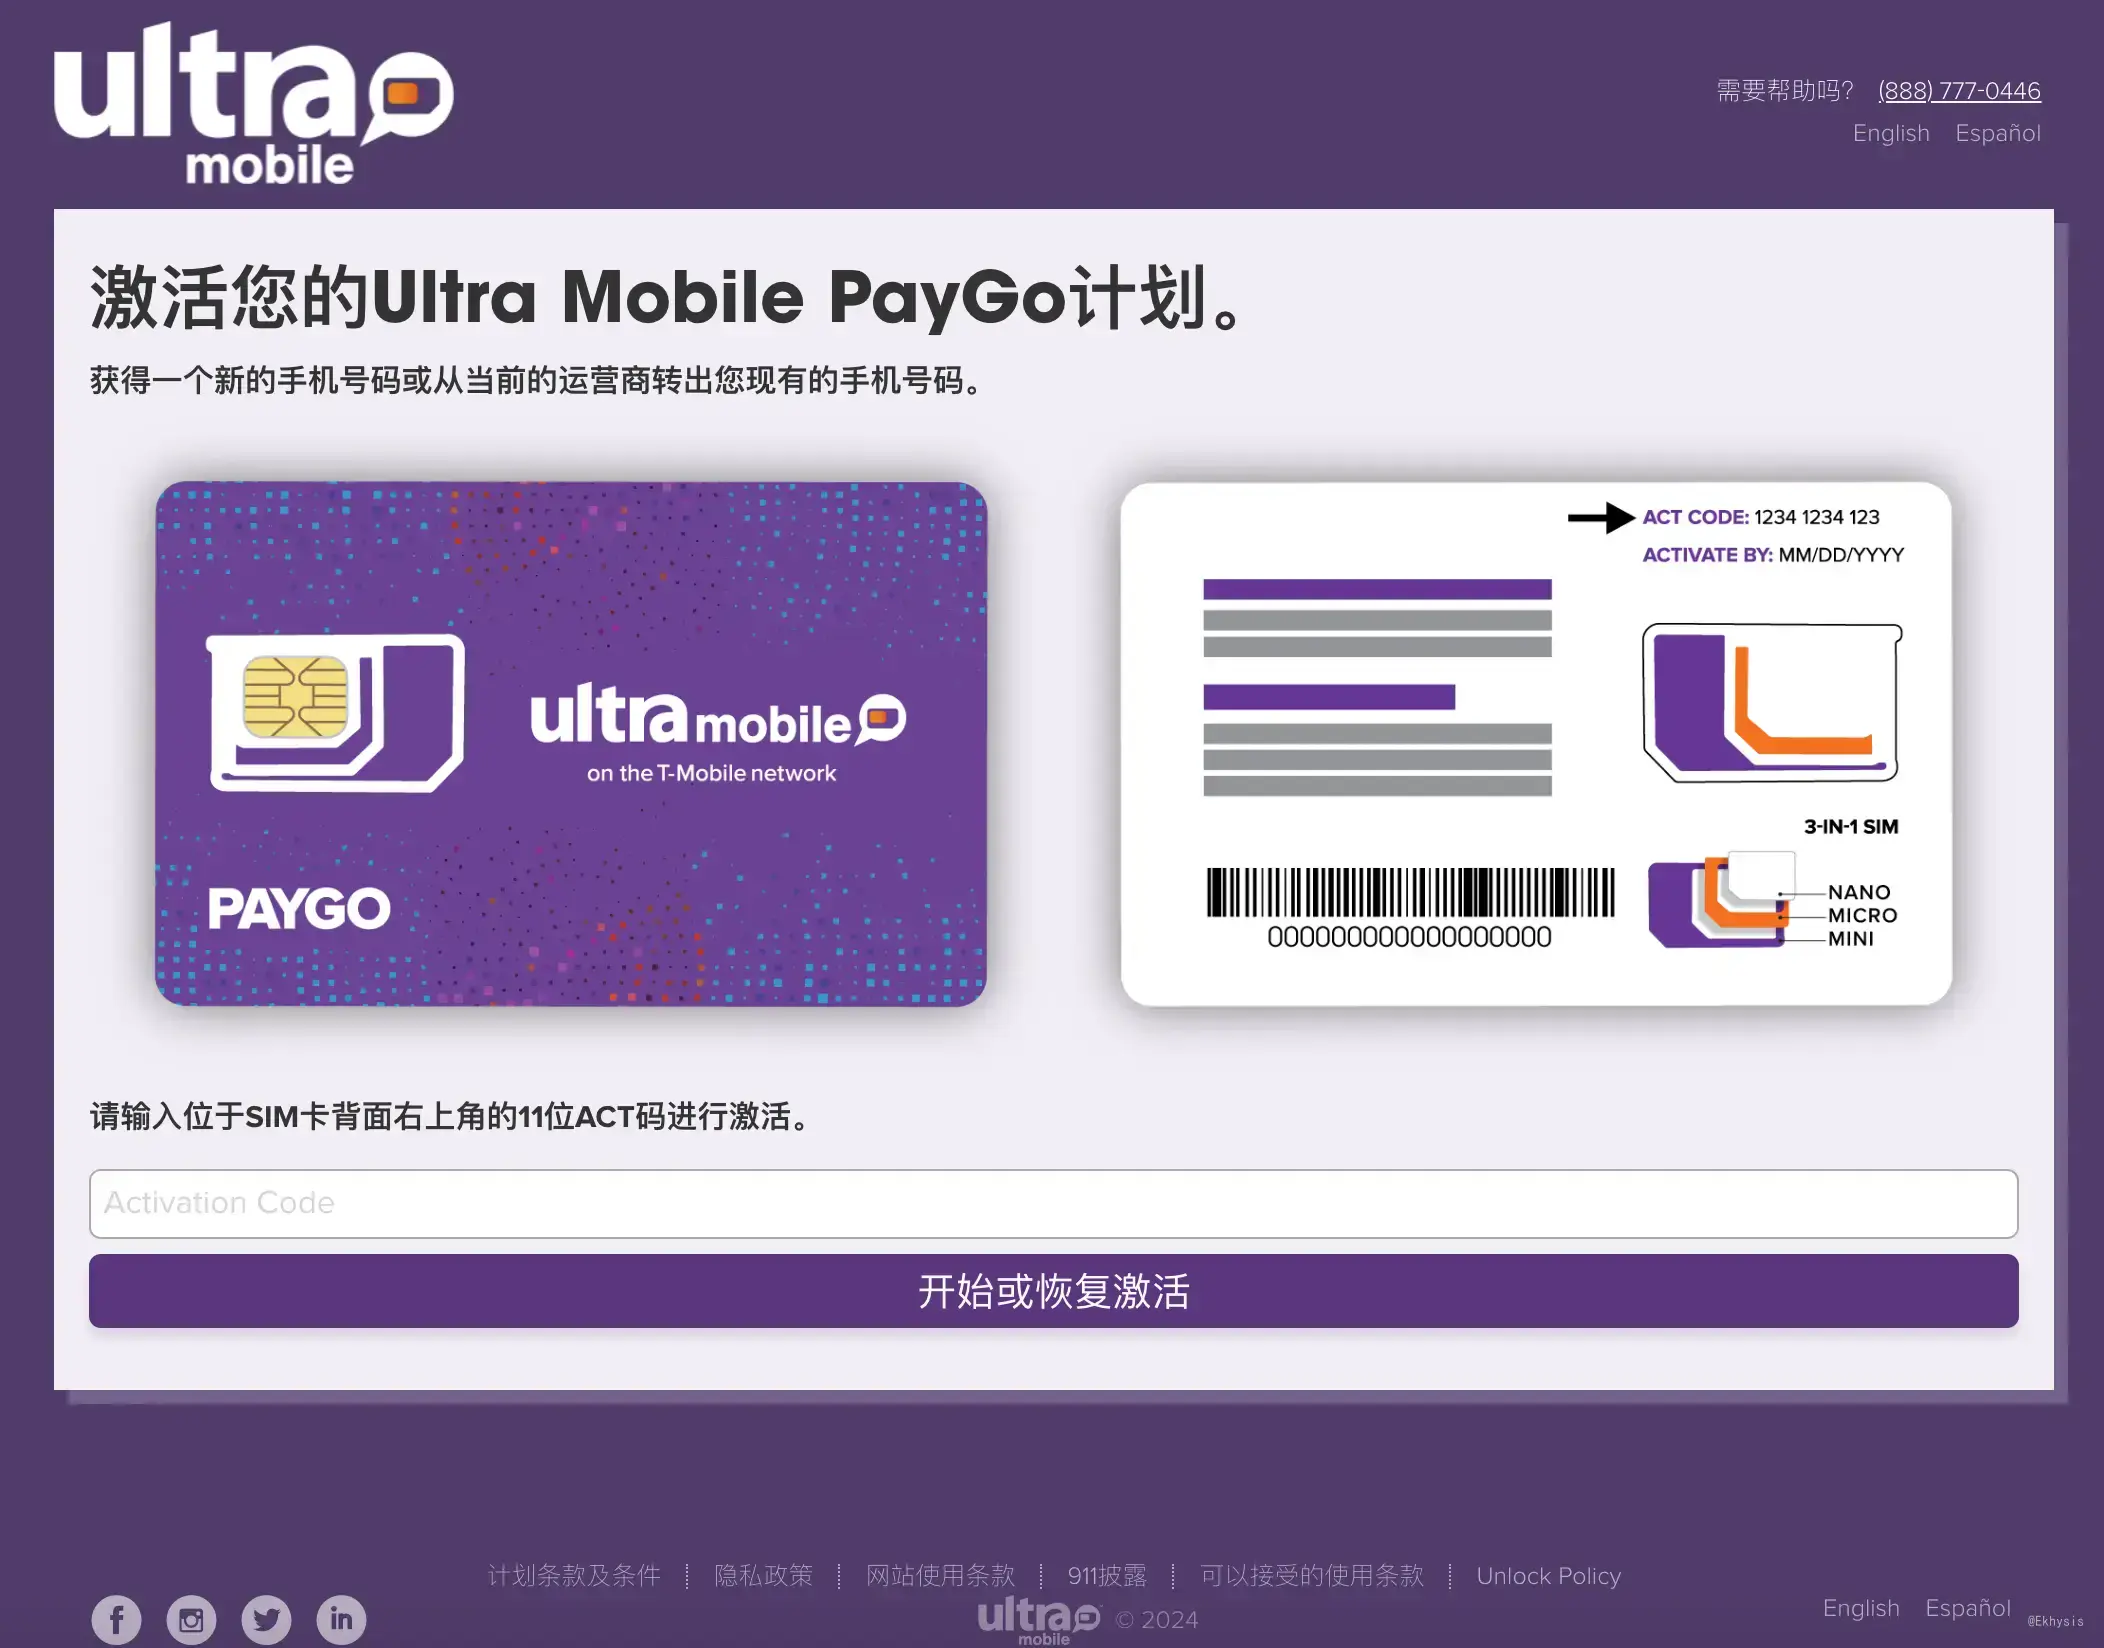 ultra
mobile
需要帮助吗? (888) 777-0446
English Español
激活您的Ultra Mobile PayGo计划。
获得一个新的手机号码或从当前的运营商转出您现有的手机号码。
ultra mobile
on the T-Mobile network
PAYGO
ACT CODE: 1234 1234 123
ACTIVATE BY: MM/DD/YYYY
3-IN-1 SIM
NANO
MICRO
MINI
0000000000000000000
请输入位于SIM卡背面右上角的11位ACT码进行激活。
Activation Code
开始或恢复激活
计划条款及条件 隐私政策 网站使用条款 911披露 可以接受的使用条款 Unlock Policy
ultra mobile © 2024
English Español
@Ekhysis